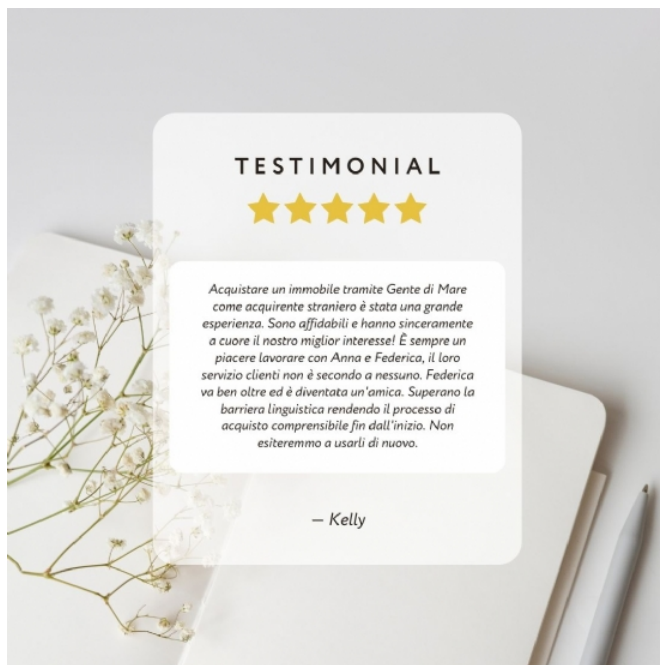 TESTIMONIAL
Acquistare un immobile tramite Gente di Mare
come acquirente straniero è stata una grande
esperienza. Sono affidabili e hanno sinceramente
a cuore il nostro miglior interesse! È sempre un
piacere lavorare con Anna e Federica, il loro
servizio clienti non è secondo a nessuno. Federica
va ben oltre ed è diventata un'amica. Superano la
barriera linguistica rendendo il processo di
acquisto comprensibile fin dall'inizio. Non
esiteremmo a usarli di nuovo.
– Kelly